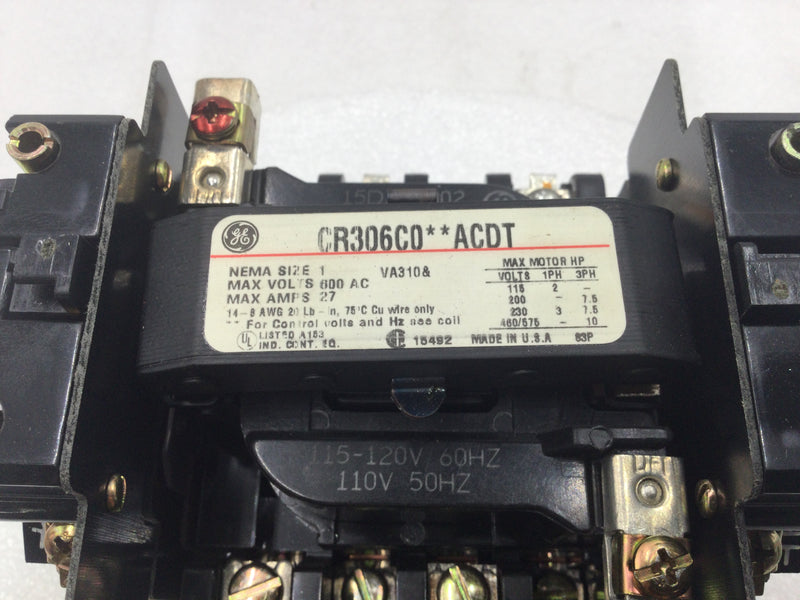 GE CR306C0**ACDT
NEMA SIZE 1 VA310&
MAX VOLTS 600 AC
MAX AMPS 27
14-8 AWG 20 Lb-in, 75°C Cu wire only
** For Control volts and Hz see coil
UL LISTED A153
IND. CONT. EQ.
15492 MADE IN U.S.A 83P
MAX MOTOR HP
VOLTS 1PH 3PH
115 2 -
200 - 7.5
230 3 7.5
460/575 - 10
115-120V 60HZ
110V 50HZ